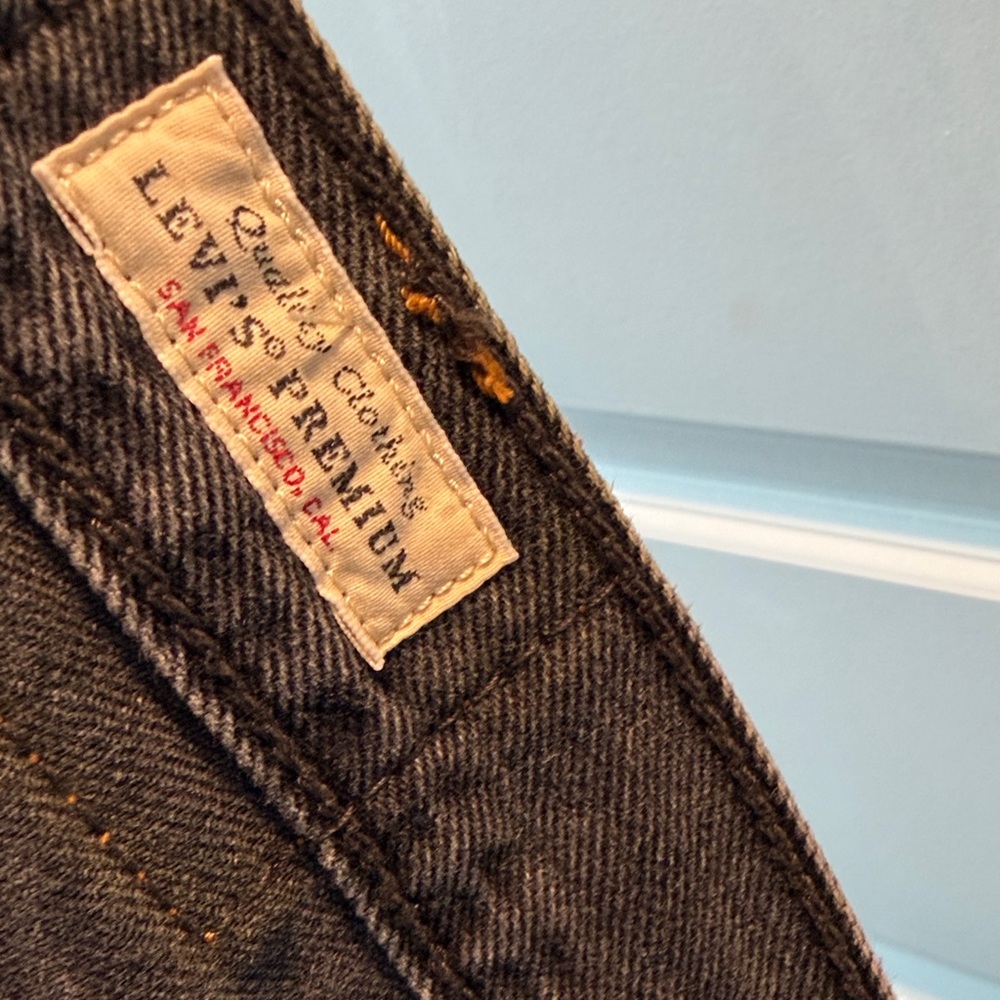 Quality Clothing
LEVI'S® PREMIUM
SAN FRANCISCO, CAL.